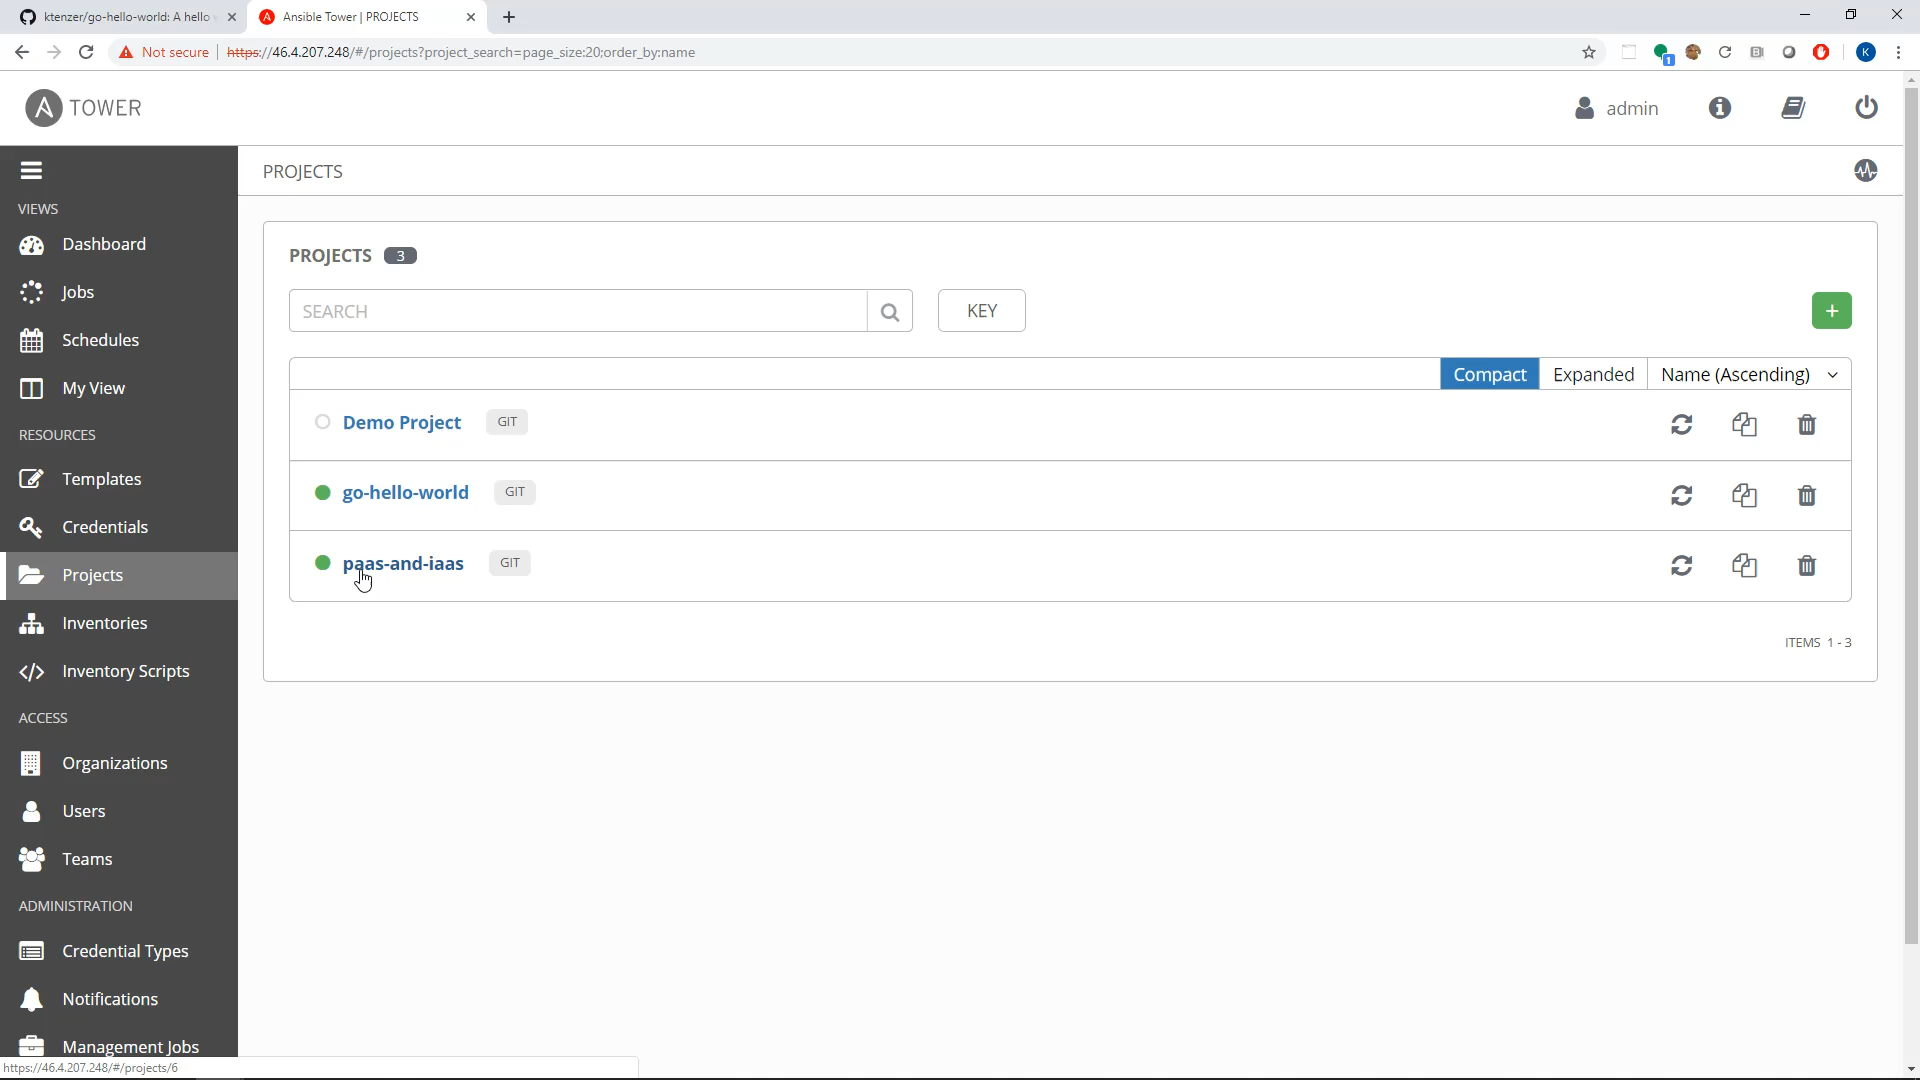 ktenzer/go-hello-world: A hello
Ansible Tower | PROJECTS
Not secure
https://46.4.207.248/#/projects?project_search=page_size:20;order_by:name
1
K
TOWER
admin
PROJECTS
VIEWS
Dashboard
Jobs
Schedules
My View
RESOURCES
Templates
Credentials
Projects
Inventories
Inventory Scripts
ACCESS
Organizations
Users
Teams
ADMINISTRATION
Credential Types
Notifications
Management Jobs
PROJECTS 3
SEARCH
KEY
+
Compact Expanded Name (Ascending)
Demo Project GIT
go-hello-world GIT
paas-and-iaas GIT
ITEMS 1 - 3
https://46.4.207.248/#/projects/6